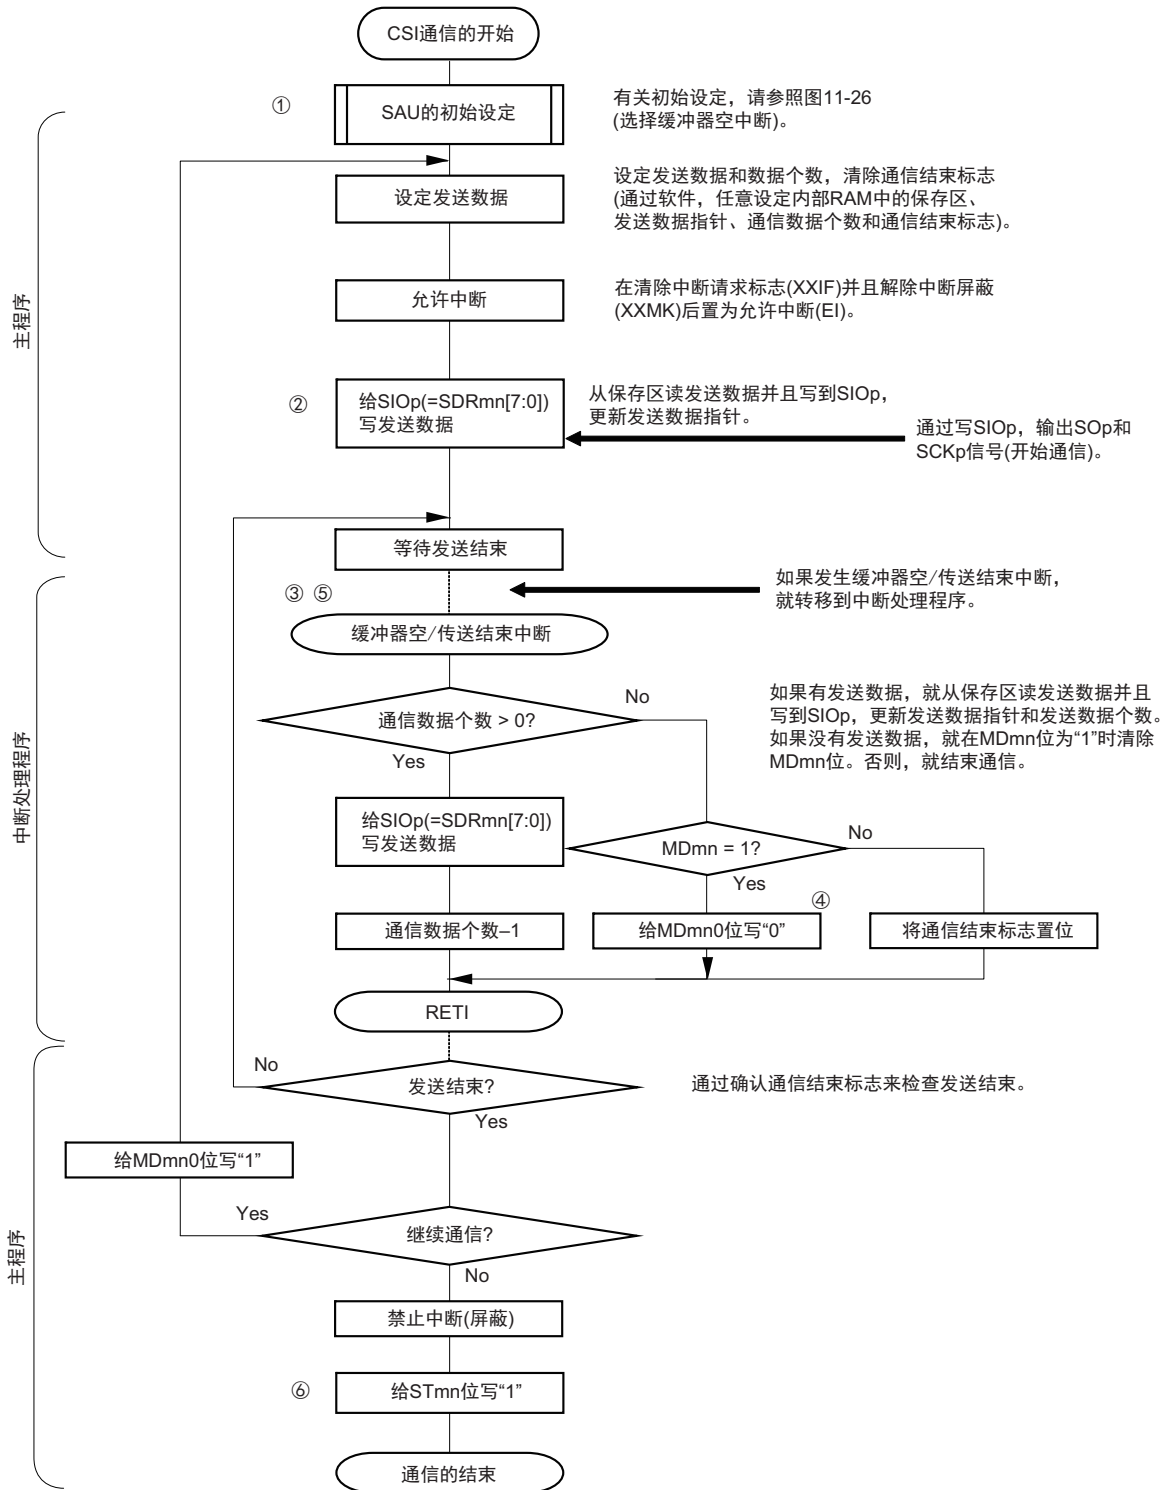 CSI通信的开始
①
SAU的初始设定
有关初始设定，请参照图11-26
(选择缓冲器空中断)。
主程序
设定发送数据
设定发送数据和数据个数，清除通信结束标志
(通过软件，任意设定内部RAM中的保存区、
发送数据指针、通信数据个数和通信结束标志)。
允许中断
在清除中断请求标志(XXIF)并且解除中断屏蔽
(XXMK)后置为允许中断(EI)。
②
给SIOp(=SDRmn[7:0])
写发送数据
从保存区读发送数据并且写到SIOp，
更新发送数据指针。
通过写SIOp，输出SOp和
SCKp信号(开始通信)。
等待发送结束
③ ⑤
如果发生缓冲器空/传送结束中断，
就转移到中断处理程序。
缓冲器空/传送结束中断
中断处理程序
通信数据个数 > 0?
No
Yes
如果有发送数据，就从保存区读发送数据并且
写到SIOp，更新发送数据指针和发送数据个数。
如果没有发送数据，就在MDmn位为“1”时清除
MDmn位。否则，就结束通信。
给SIOp(=SDRmn[7:0])
写发送数据
MDmn = 1?
No
Yes
④
通信数据个数–1
给MDmn0位写“0”
将通信结束标志置位
RETI
No
发送结束?
Yes
通过确认通信结束标志来检查发送结束。
给MDmn0位写“1”
主程序
Yes
继续通信?
No
禁止中断(屏蔽)
⑥
给STmn位写“1”
通信的结束